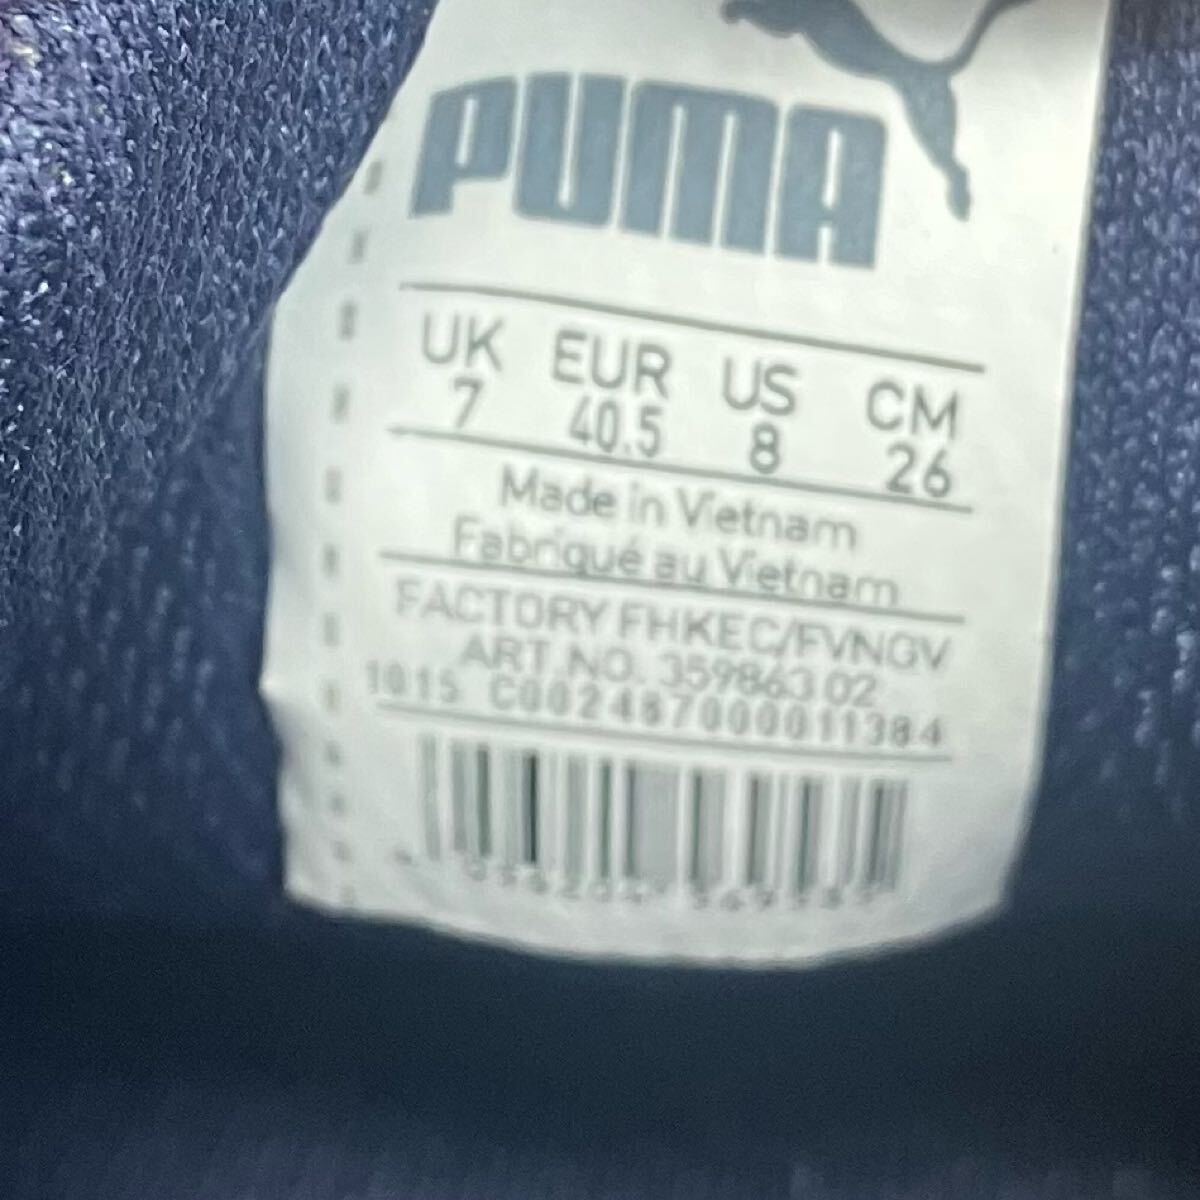 PUMA
UK EUR US CM
7 40.5 8 26
Made in Vietnam
Fabriqué au Vietnam
FACTORY FHKEC/FVNGV
ART.NO. 359863 02
1015 C002487000011384